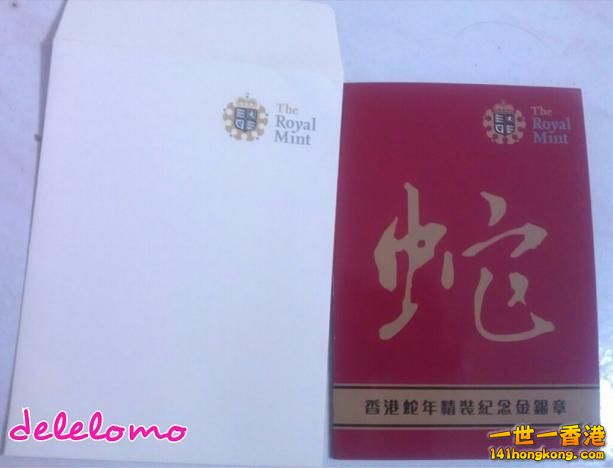 The
Royal
Mint
The
Royal
Mint
蛇
香港蛇年精裝紀念金銀章
delelomo
一世一香港
141hongkong.com